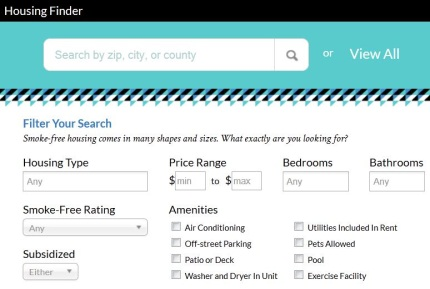 Housing Finder
Search by zip, city, or county
or View All
Filter Your Search
Smoke-free housing comes in many shapes and sizes. What exactly are you looking for?
Housing Type Price Range Bedrooms Bathrooms
Any $ min to $ max Any Any
Smoke-Free Rating Amenities
Any Air Conditioning Utilities Included In Rent
Off-street Parking Pets Allowed
Subsidized Patio or Deck Pool
Either Washer and Dryer In Unit Exercise Facility